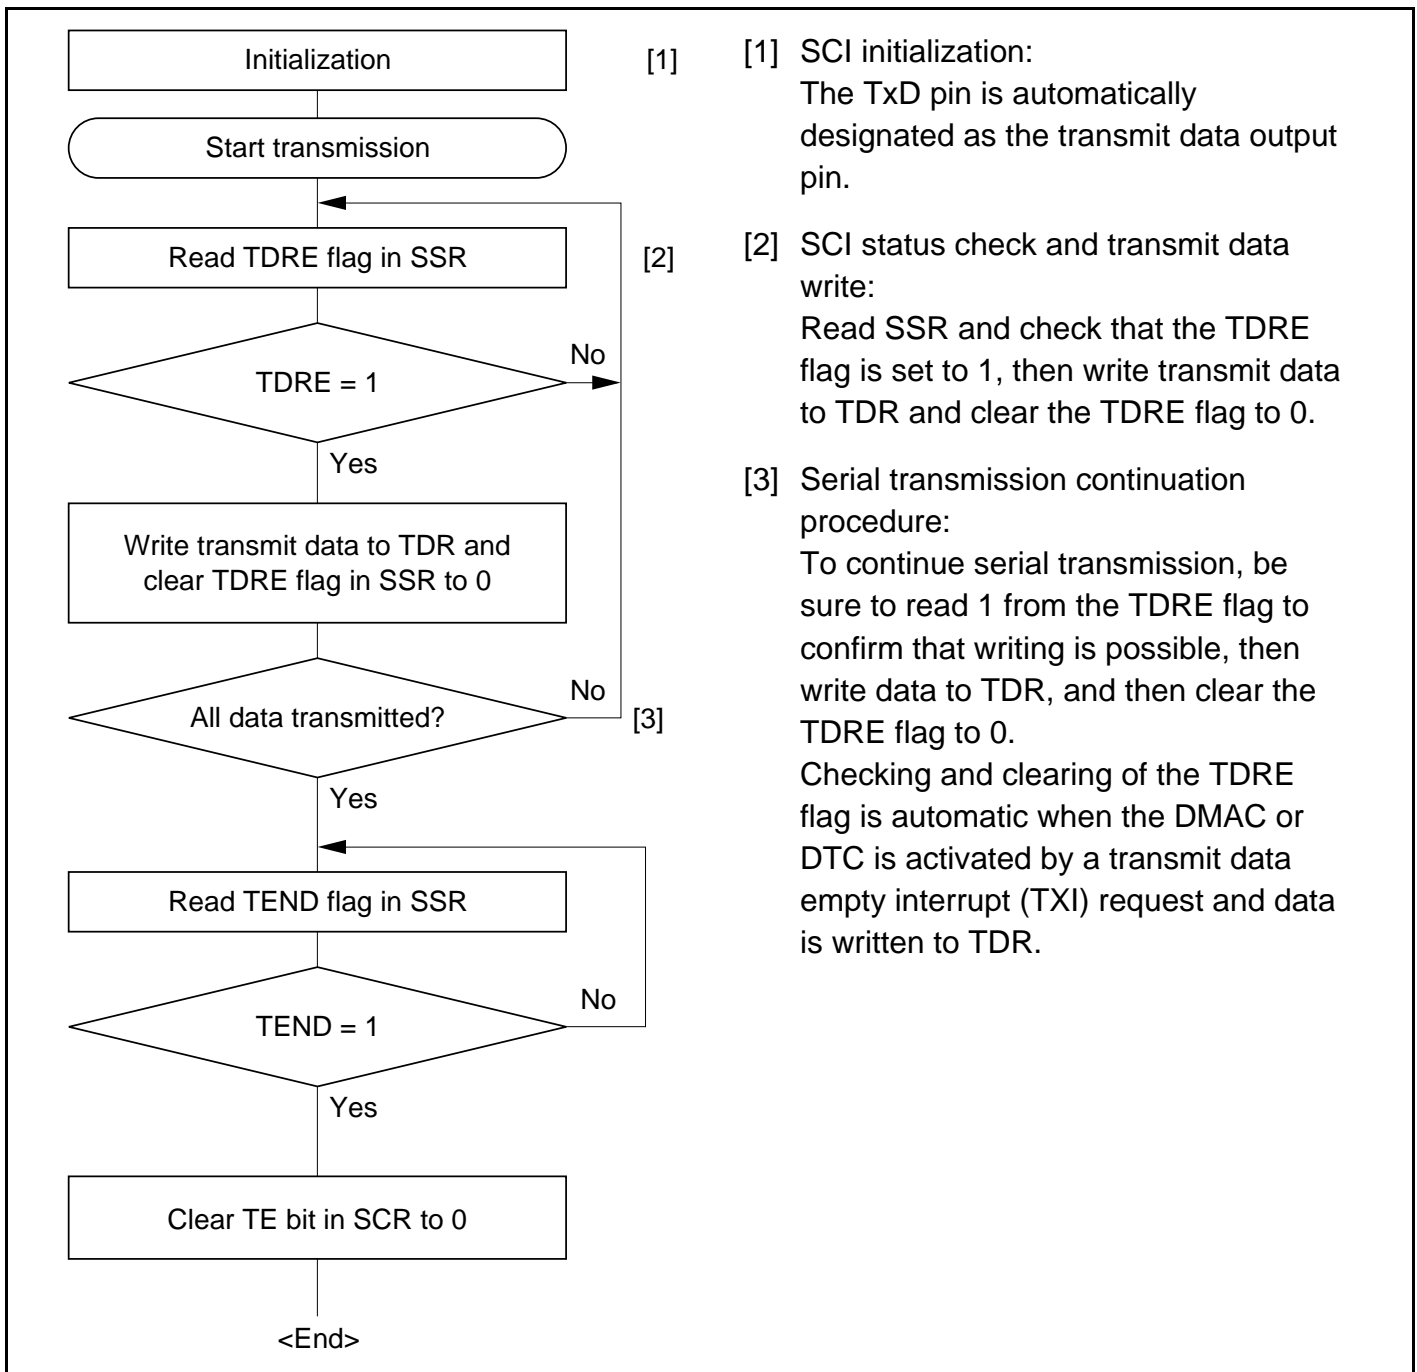 Initialization
[1]
Start transmission
Read TDRE flag in SSR
[2]
TDRE = 1
No
Yes
Write transmit data to TDR and
clear TDRE flag in SSR to 0
All data transmitted?
No
[3]
Yes
Read TEND flag in SSR
TEND = 1
No
Yes
Clear TE bit in SCR to 0
<End>
[1] SCI initialization:
The TxD pin is automatically
designated as the transmit data output
pin.
[2] SCI status check and transmit data
write:
Read SSR and check that the TDRE
flag is set to 1, then write transmit data
to TDR and clear the TDRE flag to 0.
[3] Serial transmission continuation
procedure:
To continue serial transmission, be
sure to read 1 from the TDRE flag to
confirm that writing is possible, then
write data to TDR, and then clear the
TDRE flag to 0.
Checking and clearing of the TDRE
flag is automatic when the DMAC or
DTC is activated by a transmit data
empty interrupt (TXI) request and data
is written to TDR.